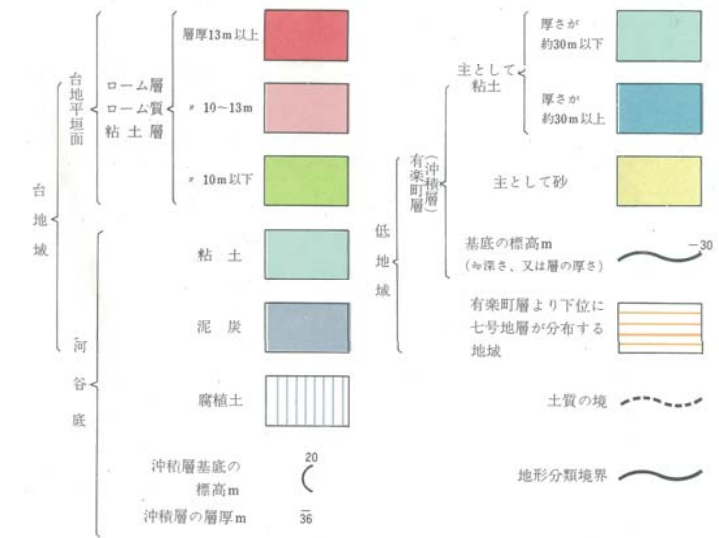 台地域
台地平坦面
ローム層
ローム質
粘土層
層厚13m以上
〃 10～13m
〃 10m以下
河谷底
粘土
泥炭
腐植土
沖積層基底の
標高m
20
沖積層の層厚m
36
低地域
有楽町層
(沖積層)
主として
粘土
厚さが
約30m以下
厚さが
約30m以上
主として砂
基底の標高m
(≒深さ、又は層の厚さ)
−30
有楽町層より下位に
七号地層が分布する
地域
土質の境
地形分類境界